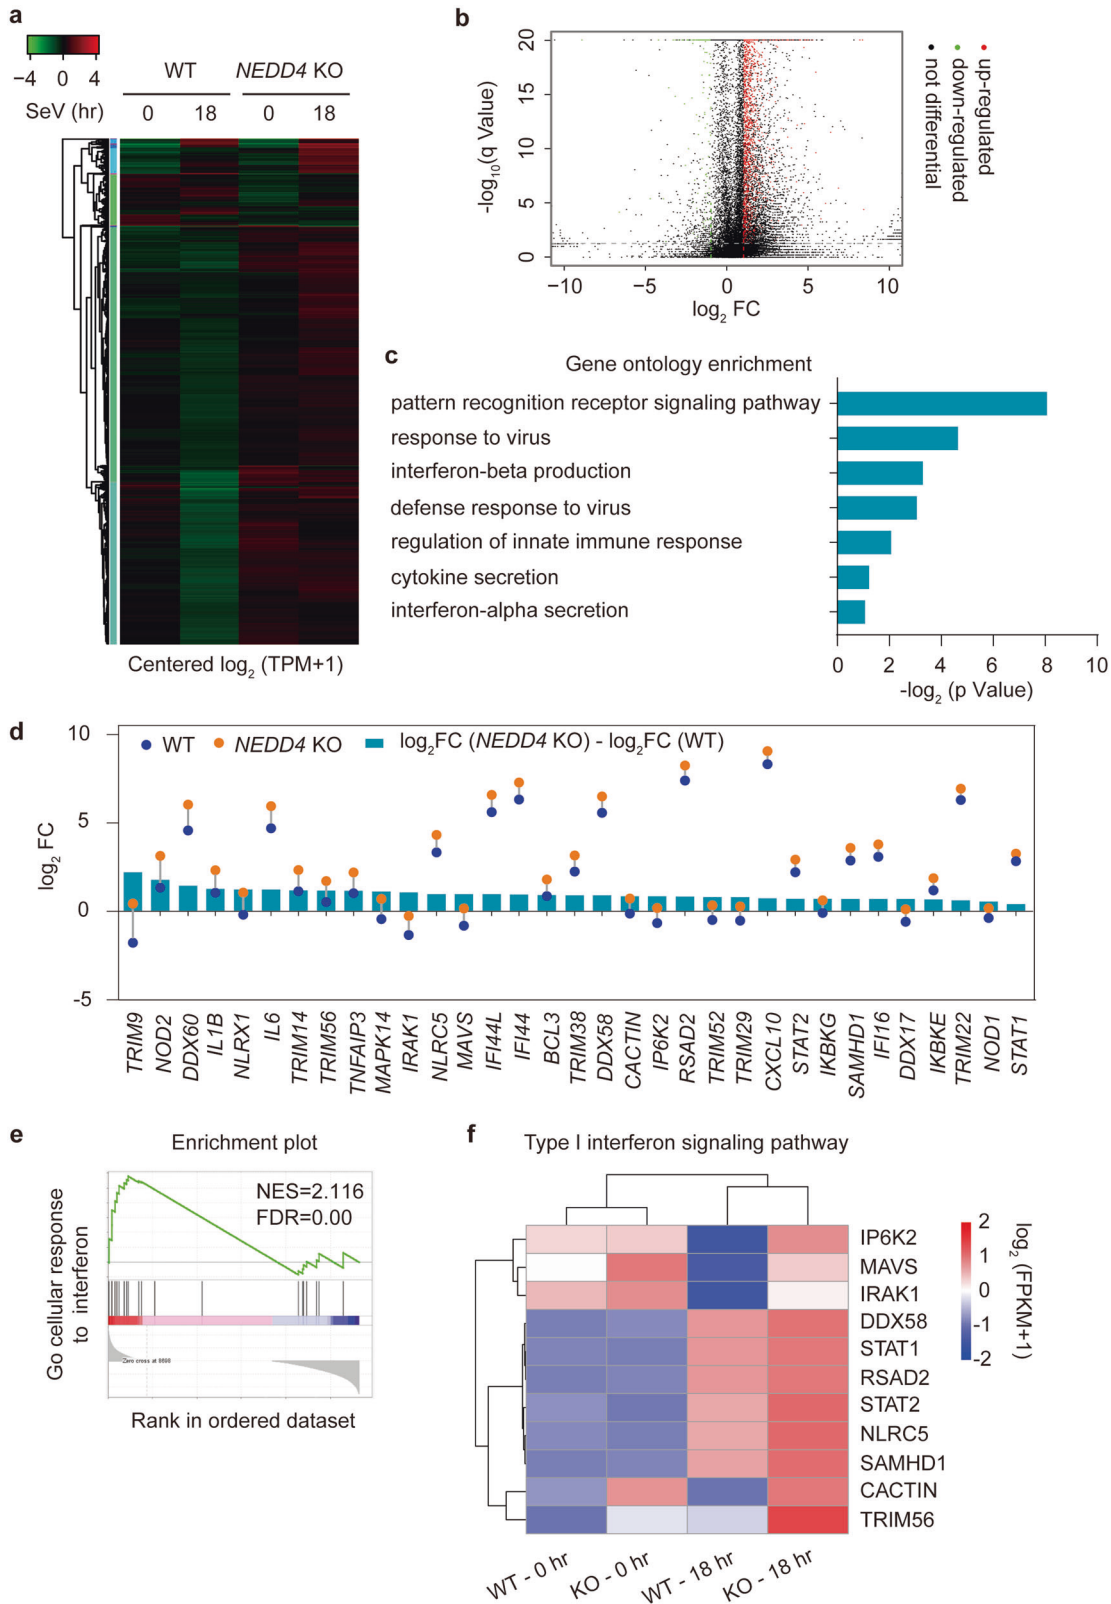 a
−4 0 4
WT NEDD4 KO
SeV (hr) 0 18 0 18
Centered log2 (TPM+1)
b
20
15
10
5
0
-log10(q Value)
−10 −5 0 5 10
log2 FC
up-regulated
down-regulated
not differential
c
Gene ontology enrichment
pattern recognition receptor signaling pathway
response to virus
interferon-beta production
defense response to virus
regulation of innate immune response
cytokine secretion
interferon-alpha secretion
0 2 4 6 8 10
-log2 (p Value)
d
10
5
0
-5
log2 FC
WT NEDD4 KO log2FC (NEDD4 KO) - log2FC (WT)
TRIM9
NOD2
DDX60
IL1B
NLRX1
IL6
TRIM14
TRIM56
TNFAIP3
MAPK14
IRAK1
NLRC5
MAVS
IFI44L
IFI44
BCL3
TRIM38
DDX58
CACTIN
IP6K2
RSAD2
TRIM52
TRIM29
CXCL10
STAT2
IKBKG
SAMHD1
IFI16
DDX17
IKBKE
TRIM22
NOD1
STAT1
e
Enrichment plot
NES=2.116
FDR=0.00
Go cellular response
to interferon
Zero cross at 8698
Rank in ordered dataset
f
Type I interferon signaling pathway
IP6K2
MAVS
IRAK1
DDX58
STAT1
RSAD2
STAT2
NLRC5
SAMHD1
CACTIN
TRIM56
WT - 0 hr
KO - 0 hr
WT - 18 hr
KO - 18 hr
2
1
0
-1
-2
log2 (FPKM+1)